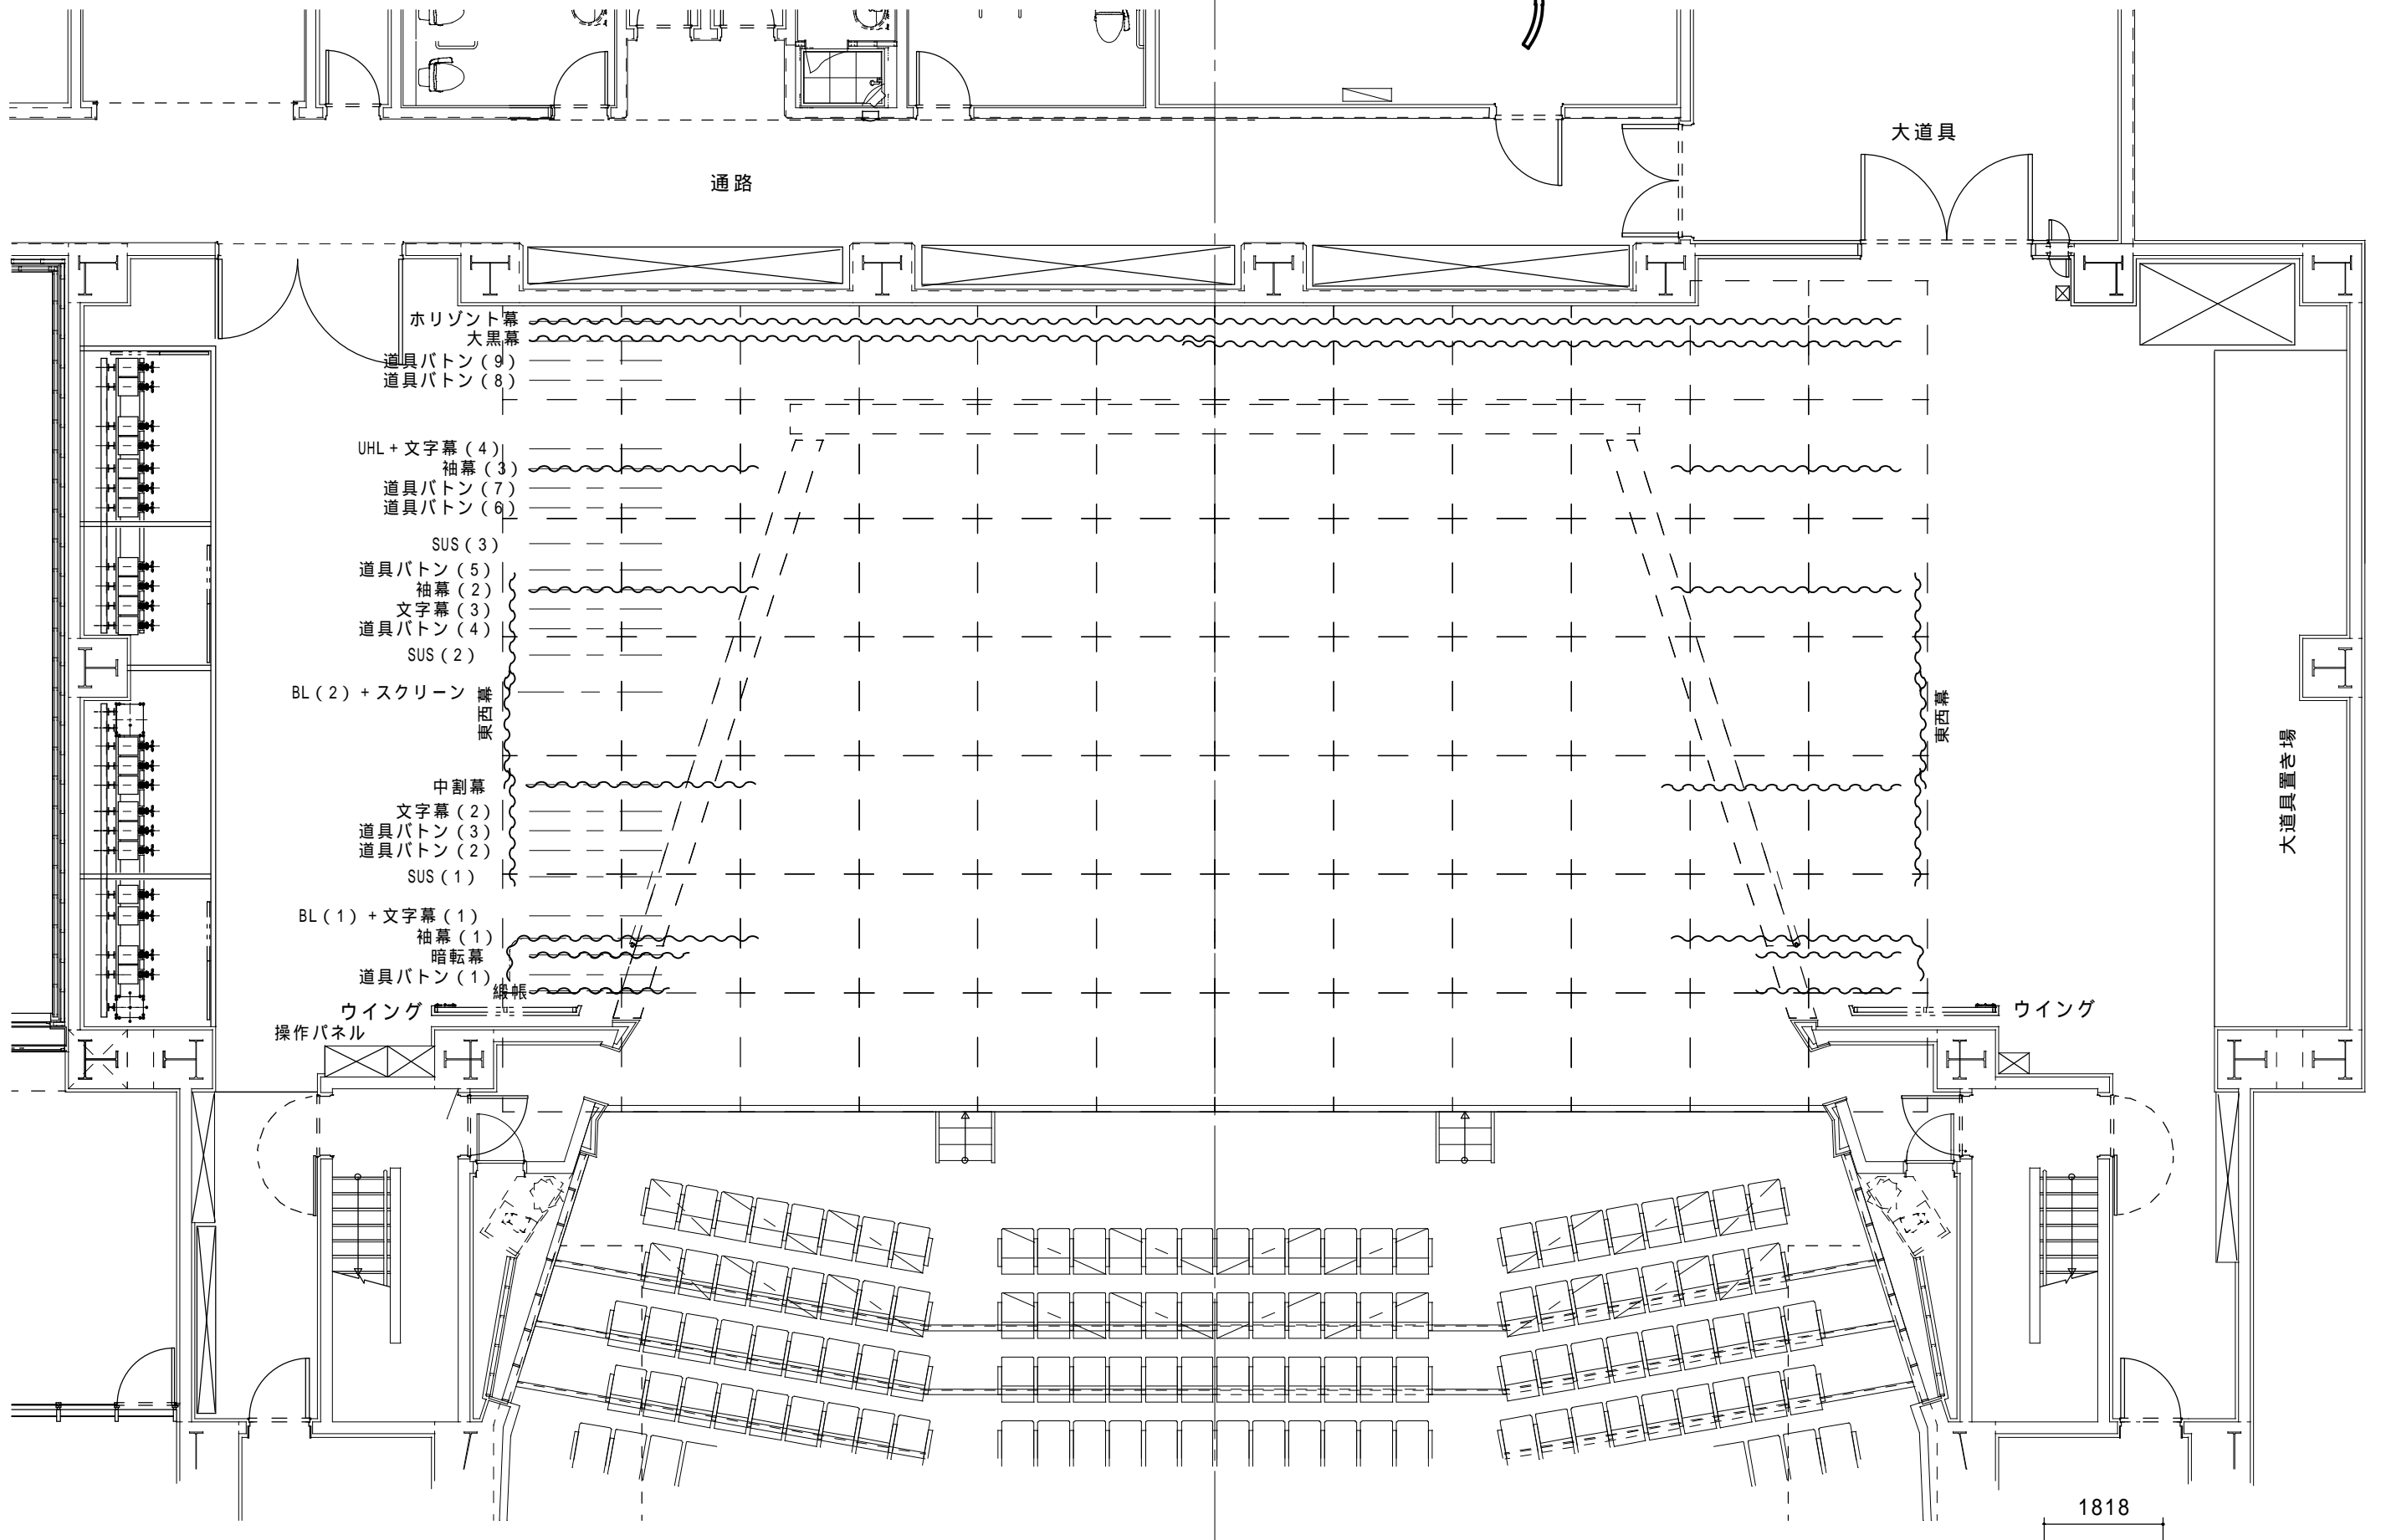 大道具
通路
ホリゾント幕
大黒幕
道具バトン(9)
道具バトン(8)
UHL+文字幕(4)
袖幕(3)
道具バトン(7)
道具バトン(6)
SUS(3)
道具バトン(5)
袖幕(2)
文字幕(3)
道具バトン(4)
SUS(2)
BL(2)+スクリーン
東西幕
東西幕
大道具置き場
中割幕
文字幕(2)
道具バトン(3)
道具バトン(2)
SUS(1)
BL(1)+文字幕(1)
袖幕(1)
暗転幕
道具バトン(1)
緞帳
ウイング
ウイング
操作パネル
1818